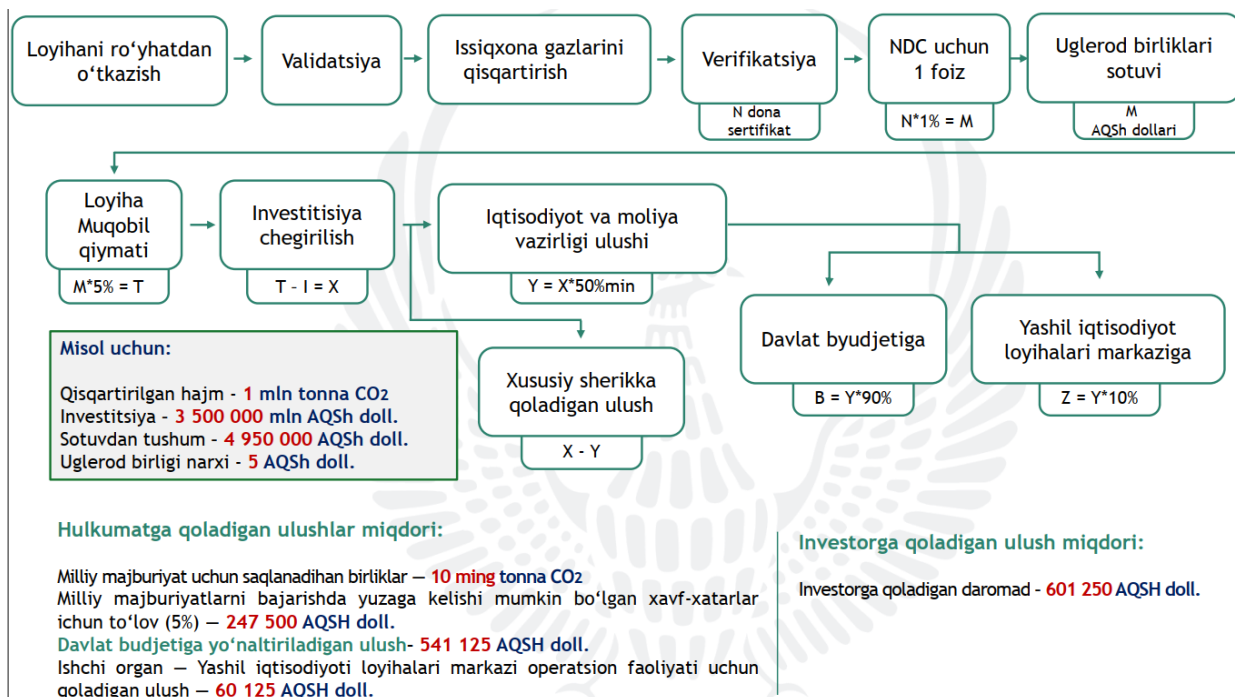 Loyihani ro‘yhatdan
o‘tkazish
Validatsiya
Issiqxona gazlarini
qisqartirish
Verifikatsiya
N dona
sertifikat
NDC uchun
1 foiz
N*1% = M
Uglerod birliklari
sotuvi
M
AQSh dollari
Loyiha
Muqobil
qiymati
M*5% = T
Investitisiya
chegirilish
T - I = X
Iqtisodiyot va moliya
vazirligi ulushi
Y = X*50%min
Xususiy sherikka
qoladigan ulush
X - Y
Davlat byudjetiga
B = Y*90%
Yashil iqtisodiyot
loyihalari markaziga
Z = Y*10%
Misol uchun:
Qisqartirilgan hajm - 1 mln tonna CO2
Investitsiya - 3 500 000 mln AQSh doll.
Sotuvdan tushum - 4 950 000 AQSh doll.
Uglerod birligi narxi - 5 AQSh doll.
Hulkumatga qoladigan ulushlar miqdori:
Milliy majburiyat uchun saqlanadihan birliklar — 10 ming tonna CO2
Milliy majburiyatlarni bajarishda yuzaga kelishi mumkin bo‘lgan xavf-xatarlar
ichun to‘lov (5%) — 247 500 AQSH doll.
Davlat budjetiga yo‘naltiriladigan ulush- 541 125 AQSH doll.
Ishchi organ — Yashil iqtisodiyoti loyihalari markazi operatsion faoliyati uchun
qoladigan ulush — 60 125 AQSH doll.
Investorga qoladigan ulush miqdori:
Investorga qoladigan daromad - 601 250 AQSH doll.